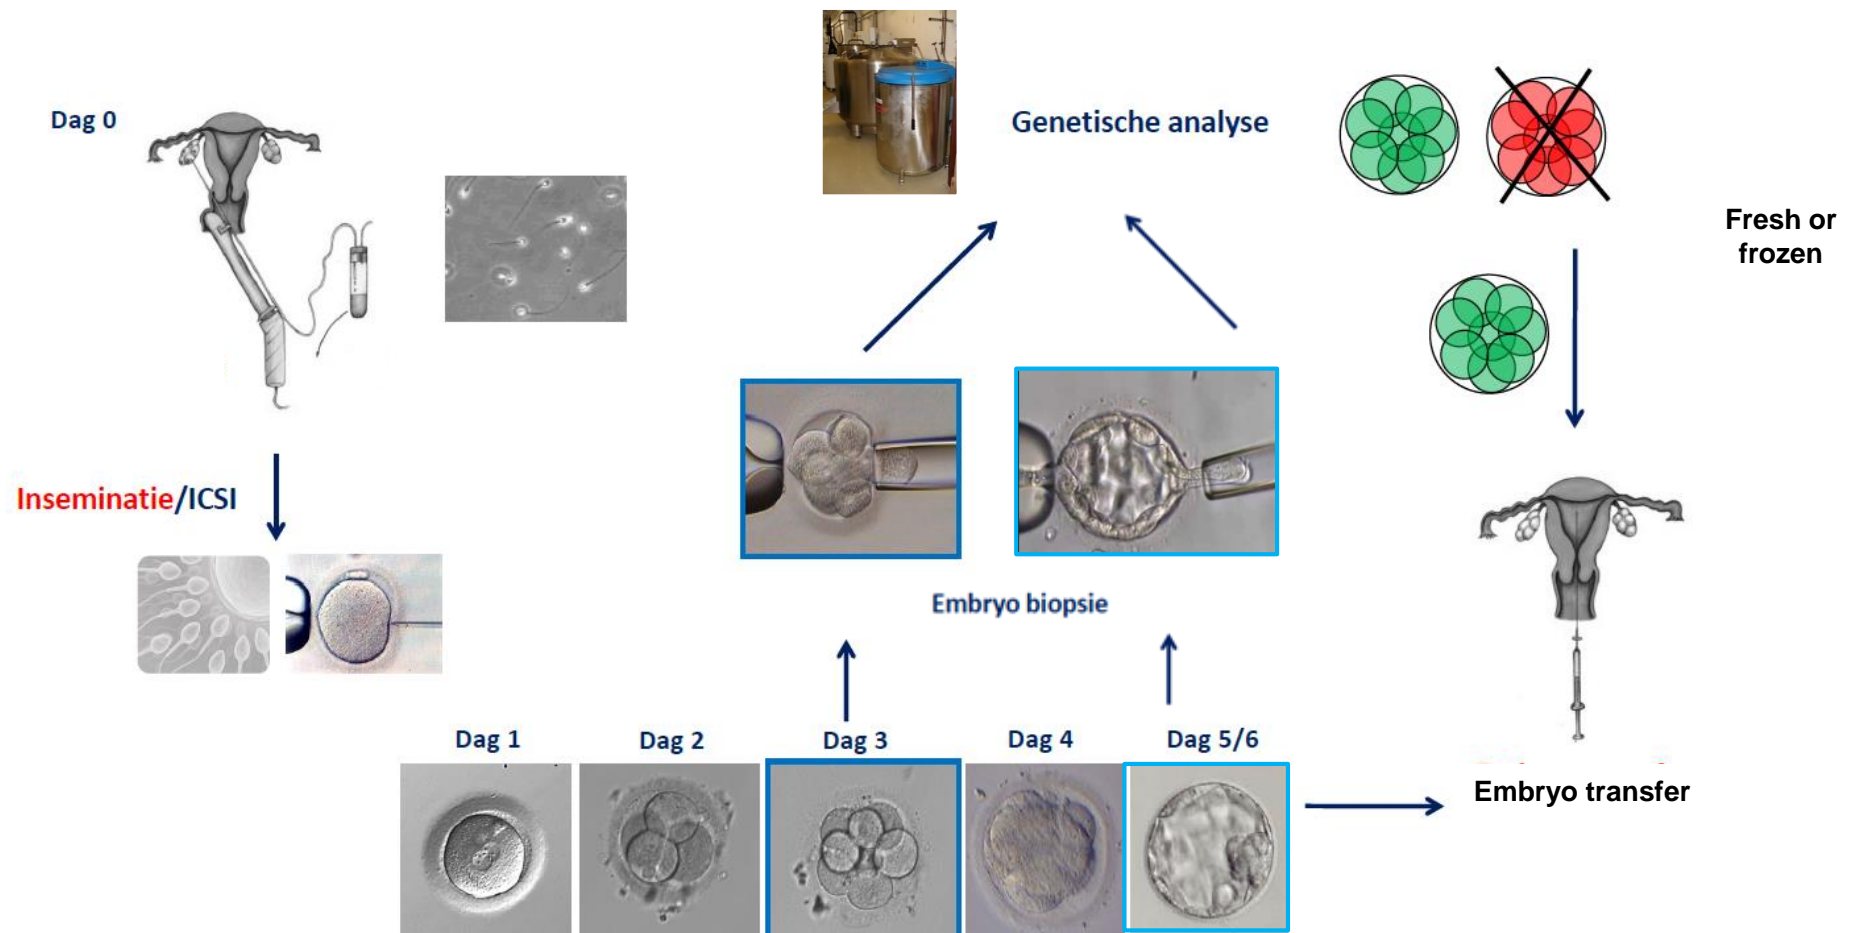 Dag 0
Inseminatie/ICSI
Dag 1
Dag 2
Dag 3
Dag 4
Dag 5/6
Embryo biopsie
Genetische analyse
Fresh or
frozen
Embryo transfer